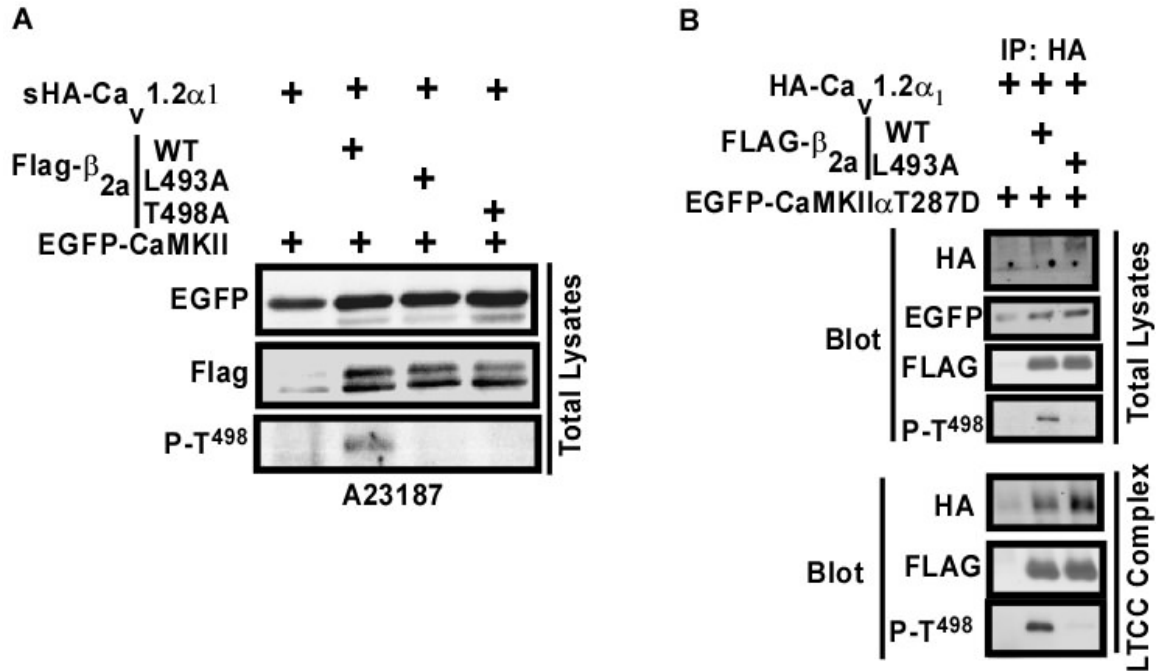 A
sHA-Cav1.2α1 + + + +
Flag-β2a
WT +
L493A +
T498A +
EGFP-CaMKII + + + +
EGFP
Flag
P-T498
Total Lysates
A23187
B
IP: HA
HA-Cav1.2α1 + + +
FLAG-β2a
WT +
L493A +
EGFP-CaMKIIαT287D + + +
Blot
HA
EGFP
FLAG
P-T498
Total Lysates
Blot
HA
FLAG
P-T498
LTCC Complex